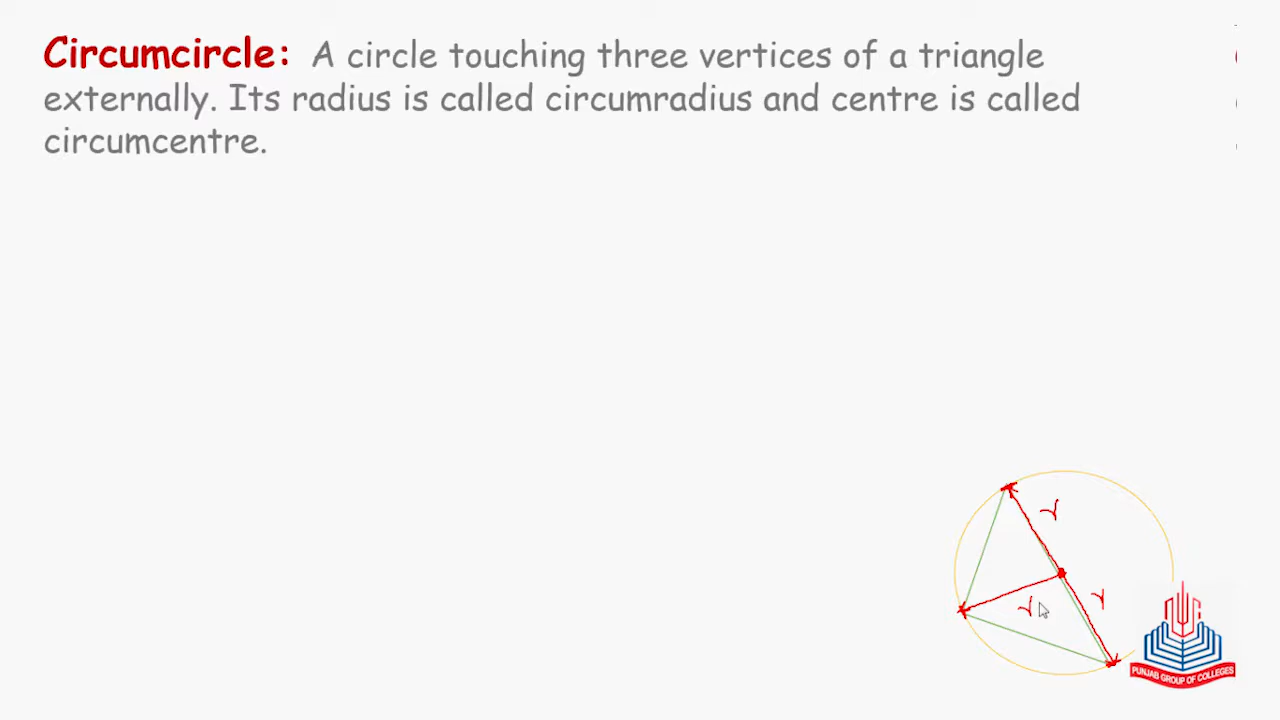 Circumcircle: A circle touching three vertices of a triangle
externally. Its radius is called circumradius and centre is called
circumcentre.
r
r
r
PUNJAB GROUP OF COLLEGES